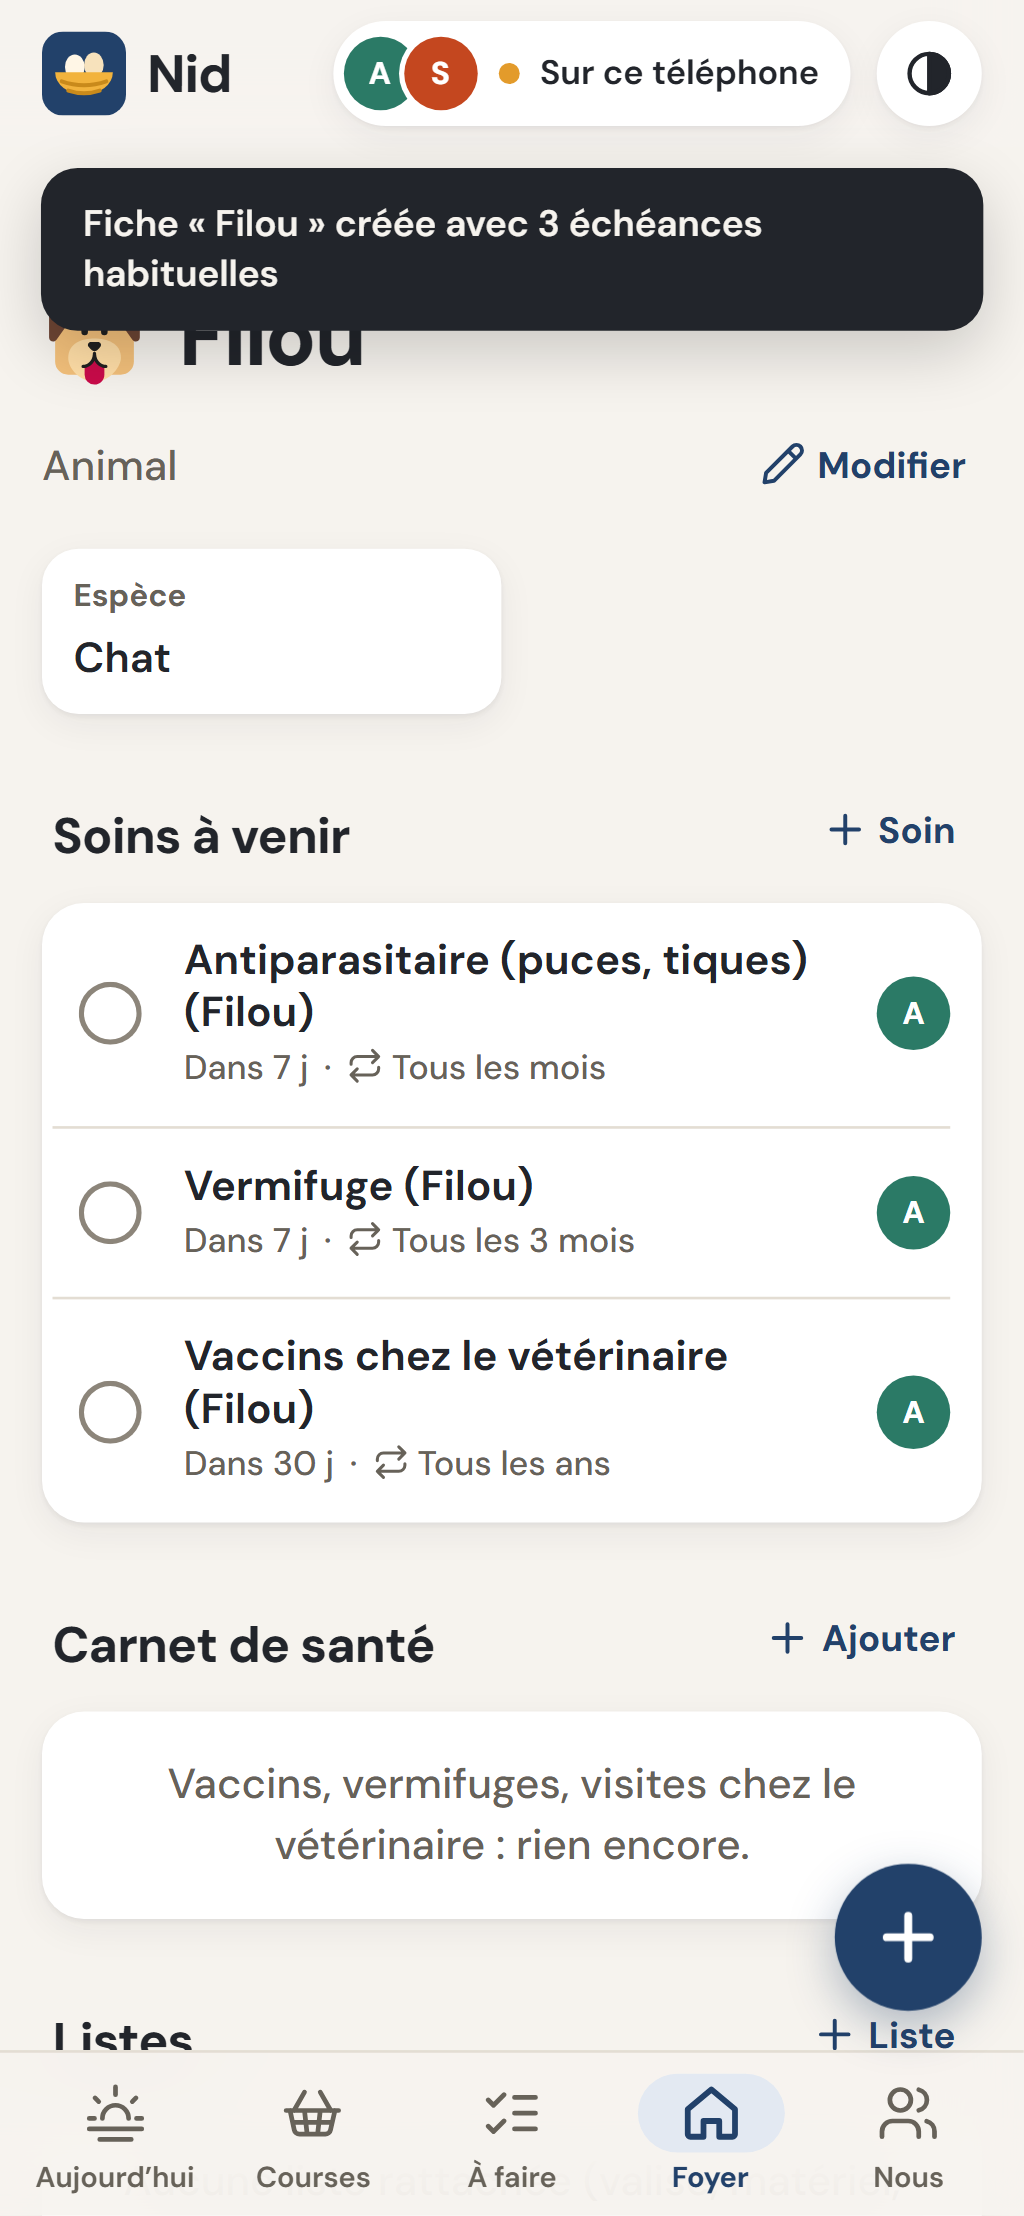 Nid
A
S
Sur ce téléphone
Fiche « Filou » créée avec 3 échéances
habituelles
Filou
Animal
Modifier
Espèce
Chat
Soins à venir
+ Soin
Antiparasitaire (puces, tiques)
(Filou)
A
Dans 7 j · Tous les mois
Vermifuge (Filou)
A
Dans 7 j · Tous les 3 mois
Vaccins chez le vétérinaire
(Filou)
A
Dans 30 j · Tous les ans
Carnet de santé
+ Ajouter
Vaccins, vermifuges, visites chez le
vétérinaire : rien encore.
Listes
+ Liste
Aujourd’hui
Courses
À faire
Foyer
Nous